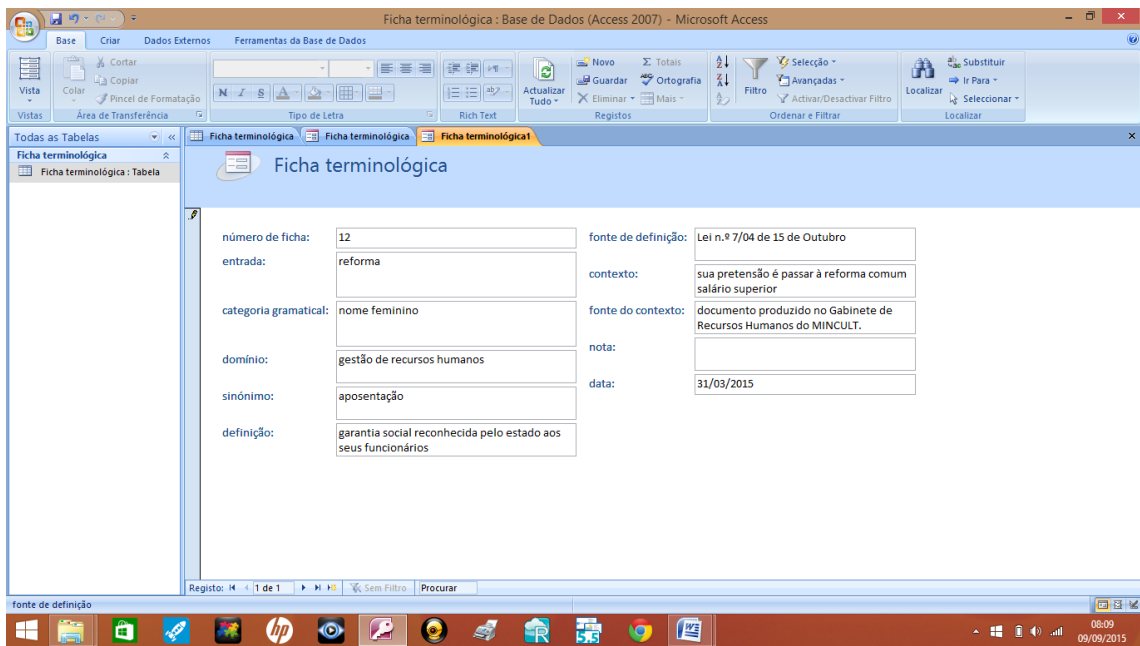 Ficha terminológica : Base de Dados (Access 2007) - Microsoft Access
Base Criar Dados Externos Ferramentas da Base de Dados
Vista
Vistas
Colar
Cortar
Copiar
Pincel de Formatação
Área de Transferência
N I S A
Tipo de Letra
Rich Text
Actualizar
Tudo
Novo
Guardar
Eliminar
Totais
Ortografia
Mais
Registos
Filtro
Selecção
Avançadas
Activar/Desactivar Filtro
Ordenar e Filtrar
Localizar
Substituir
Ir Para
Seleccionar
Localizar
Todas as Tabelas
Ficha terminológica
Ficha terminológica : Tabela
Ficha terminológica Ficha terminológica Ficha terminológica1
Ficha terminológica
número de ficha: 12
entrada: reforma
categoria gramatical: nome feminino
domínio: gestão de recursos humanos
sinónimo: aposentação
definição: garantia social reconhecida pelo estado aos
seus funcionários
fonte de definição: Lei n.º 7/04 de 15 de Outubro
contexto: sua pretensão é passar à reforma comum
salário superior
fonte do contexto: documento produzido no Gabinete de
Recursos Humanos do MINCULT.
nota:
data: 31/03/2015
Registo: 1 de 1 Sem Filtro Procurar
fonte de definição
hp
5.5
08:09
09/09/2015